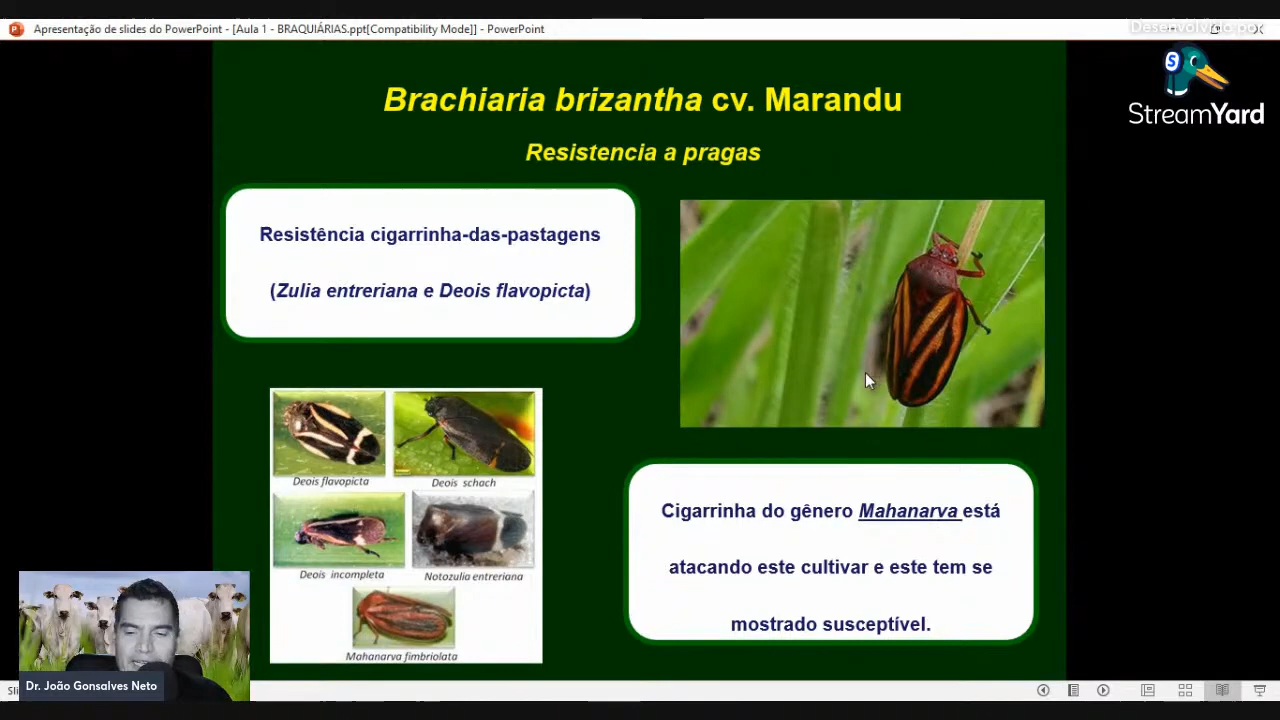 Apresentação de slides do PowerPoint - [Aula 1 - BRAQUIÁRIAS.ppt[Compatibility Mode]] - PowerPoint
Desenvolvido por
StreamYard
Brachiaria brizantha cv. Marandu
Resistencia a pragas
Resistência cigarrinha-das-pastagens
(Zulia entreriana e Deois flavopicta)
Deois flavopicta
Deois schach
Deois incompleta
Notozulia entreriana
Mahanarva fimbriolata
Cigarrinha do gênero Mahanarva está
atacando este cultivar e este tem se
mostrado susceptível.
Dr. João Gonsalves Neto